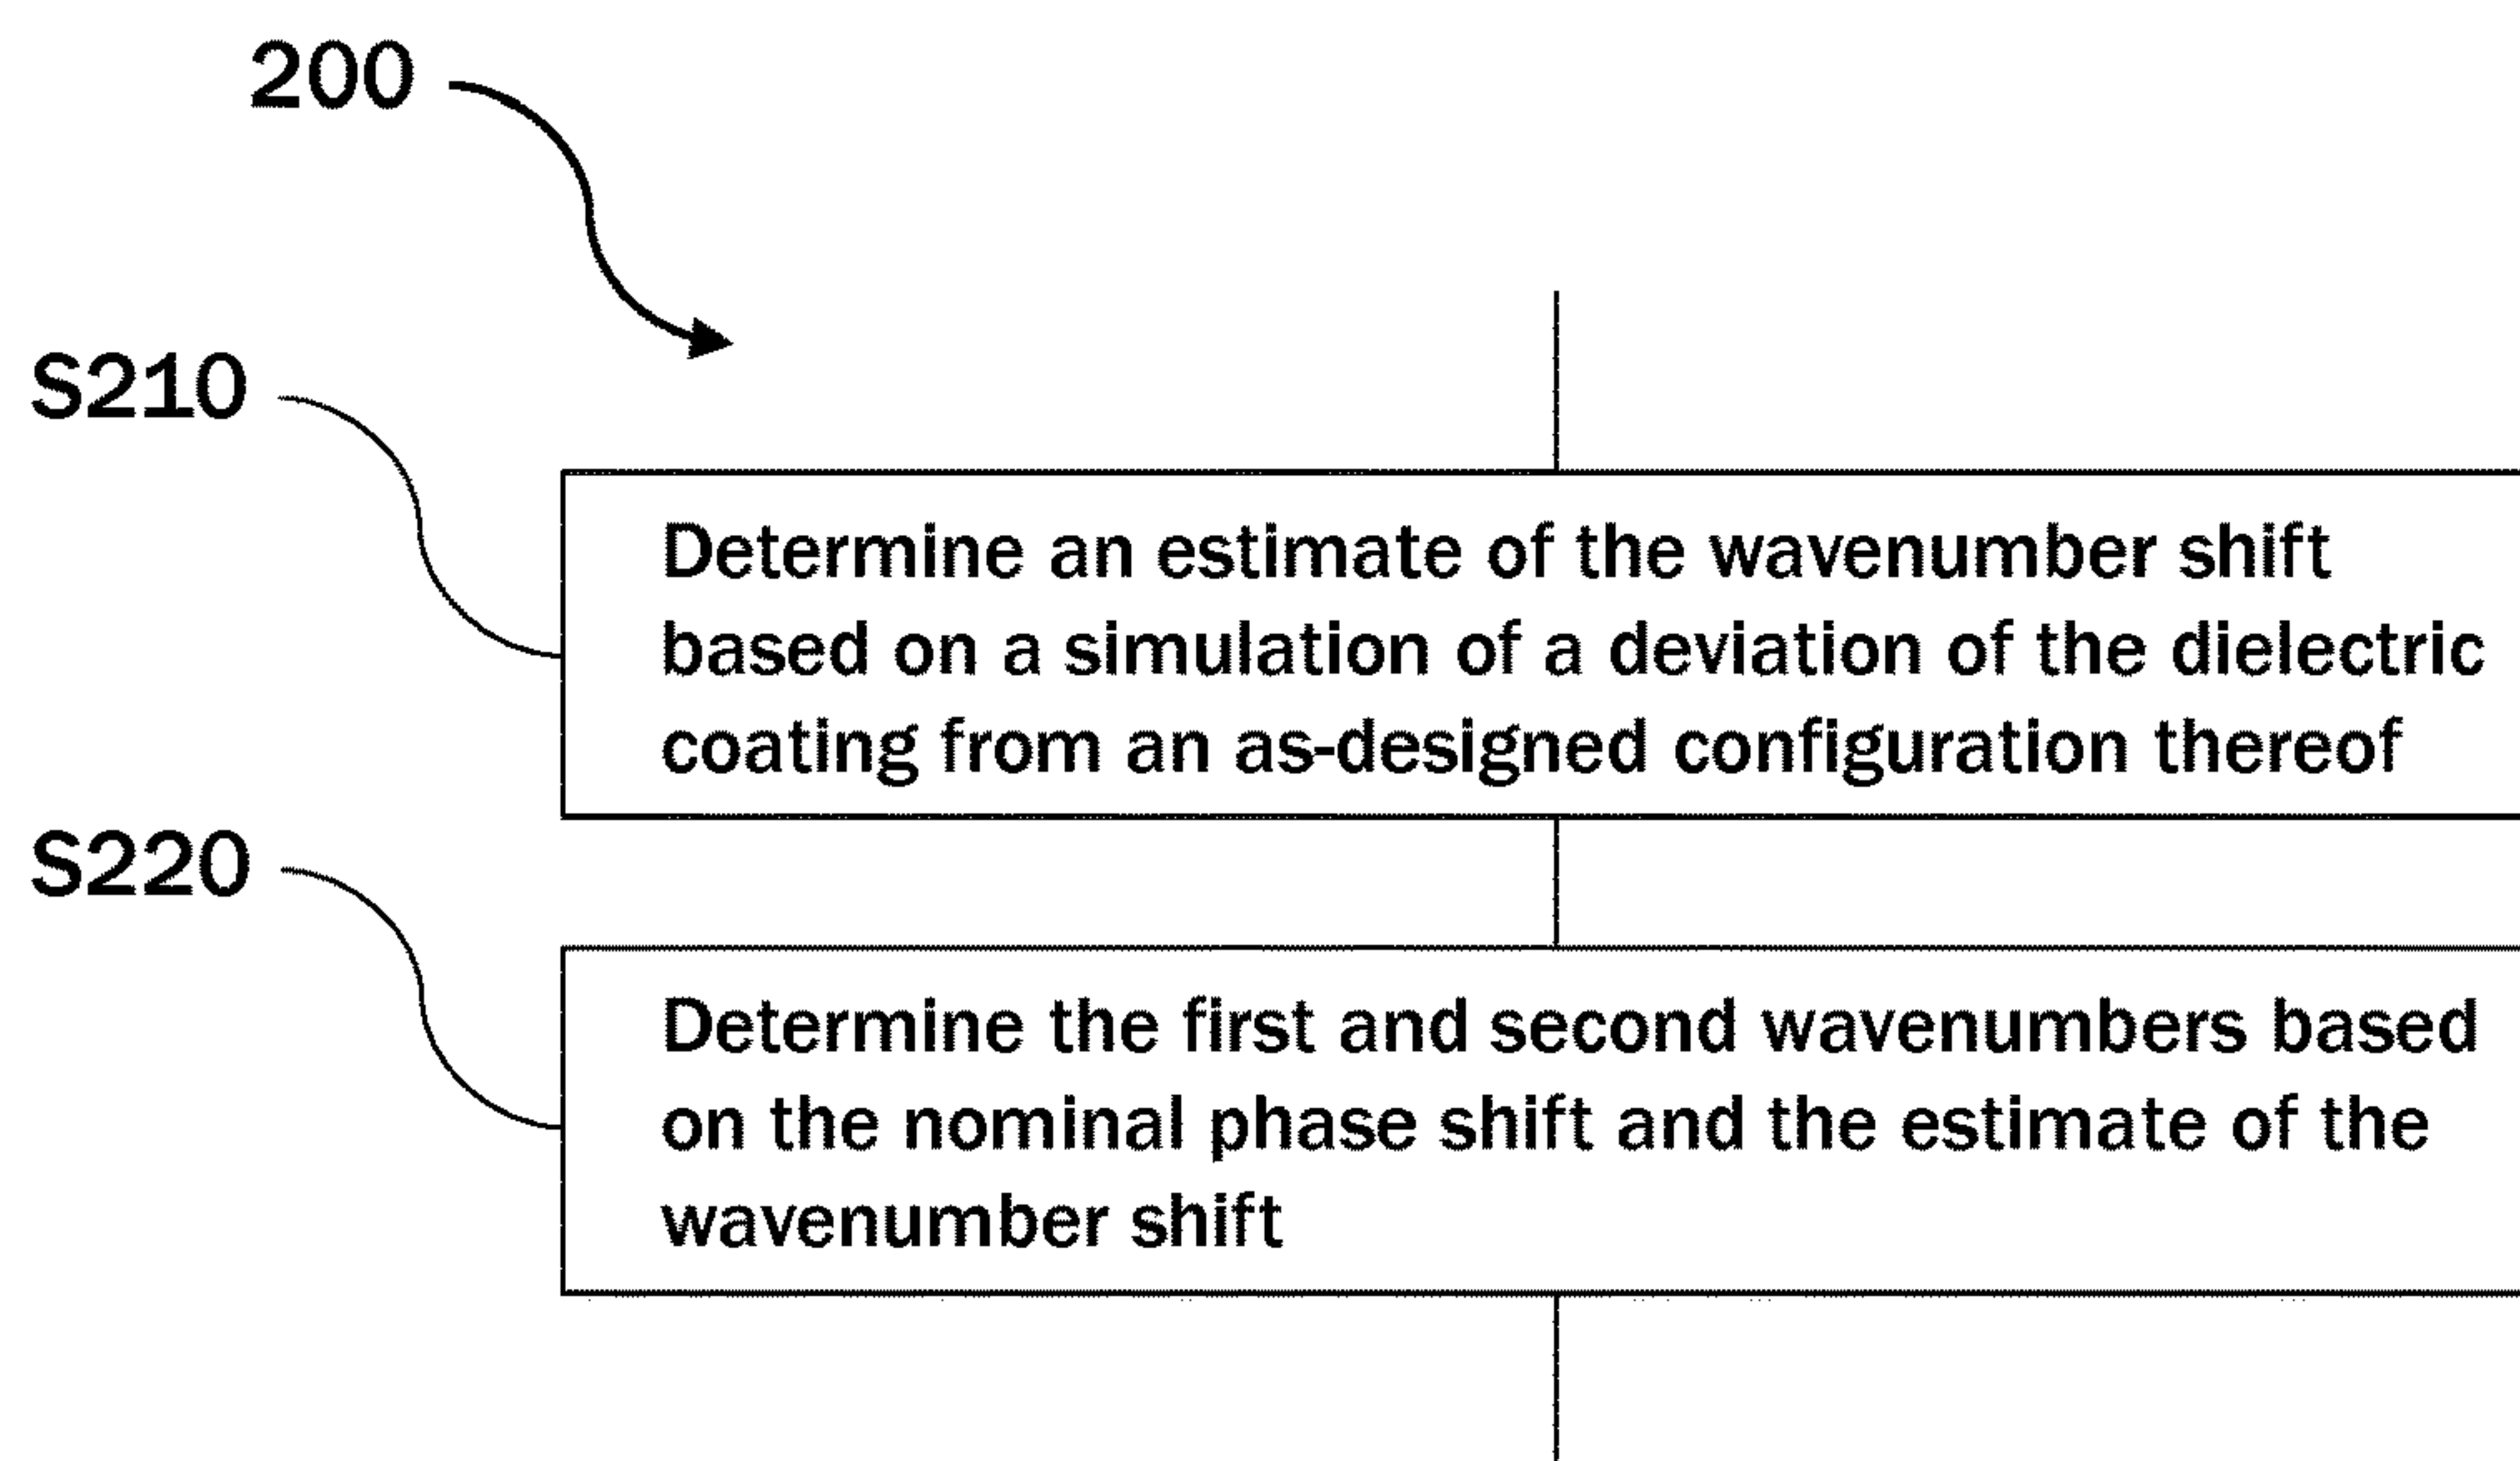 200
S210
Determine an estimate of the wavenumber shift
based on a simulation of a deviation of the dielectric
coating from an as-designed configuration thereof
S220
Determine the first and second wavenumbers based
on the nominal phase shift and the estimate of the
wavenumber shift